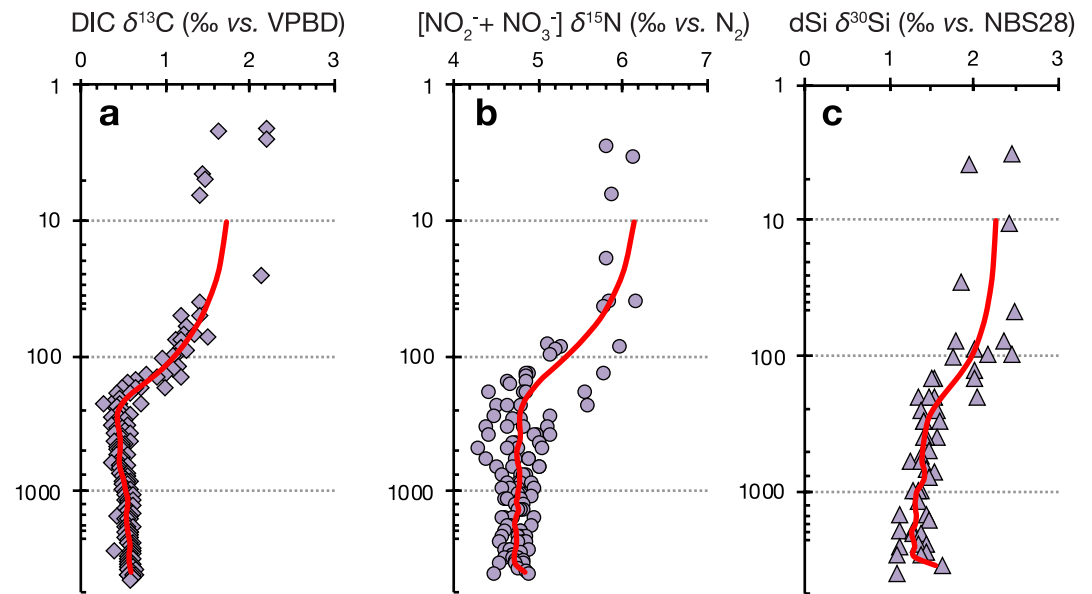 DIC δ¹³C (‰ vs. VPBD)
[NO₂⁻+ NO₃⁻] δ¹⁵N (‰ vs. N₂)
dSi δ³⁰Si (‰ vs. NBS28)
0 1 2 3
4 5 6 7
0 1 2 3
1 1 1
a b c
10 10 10
100 100 100
1000 1000 1000